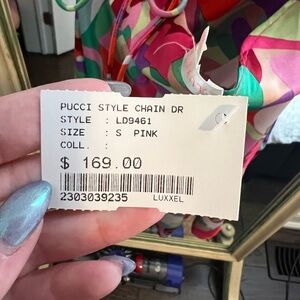 PUCCI STYLE CHAIN DR
STYLE : LD9461
SIZE : S PINK
COLL. :
$ 169.00
2303039235 LUXXEL